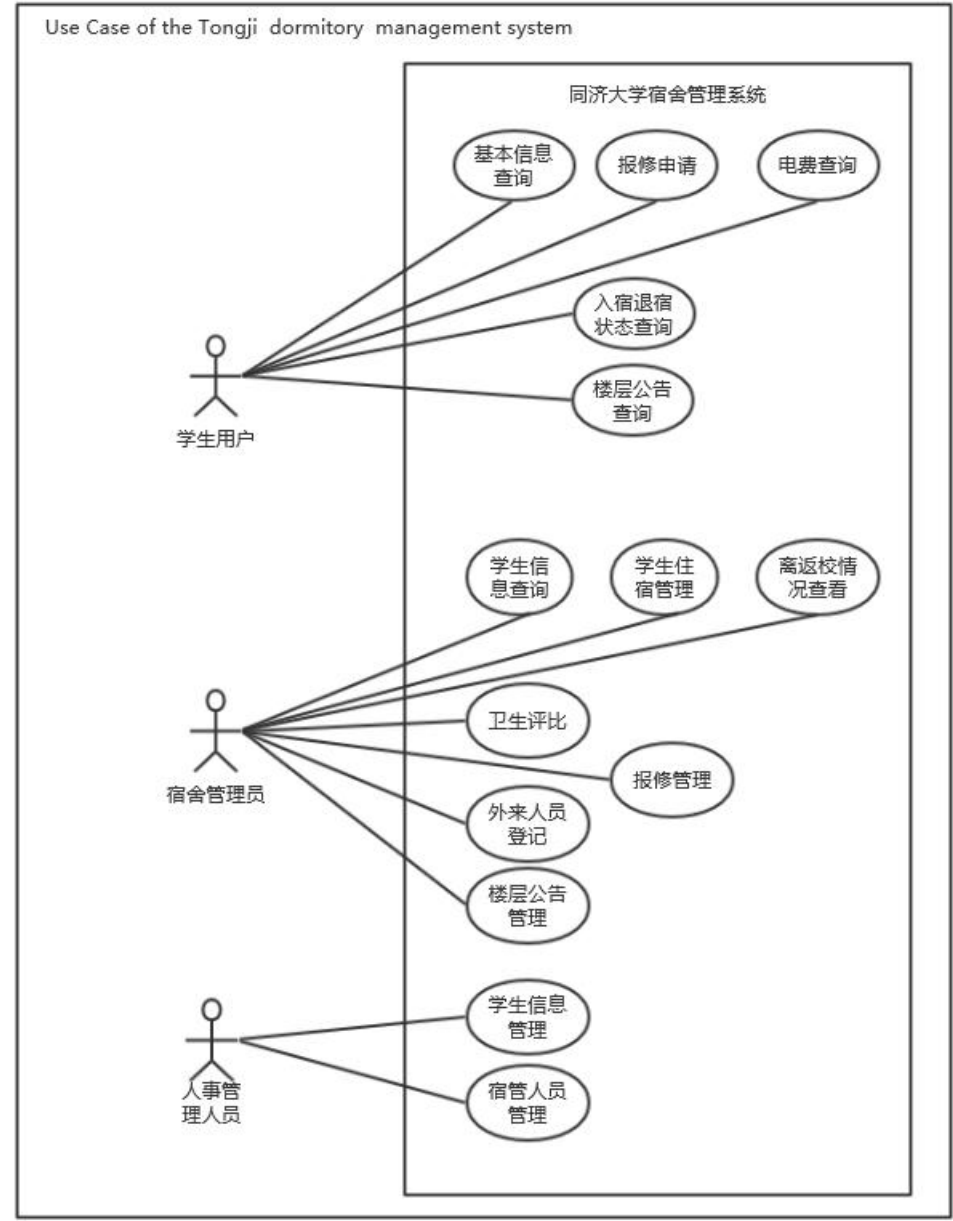 Use Case of the Tongji dormitory management system
同济大学宿舍管理系统
基本信息
查询
报修申请
电费查询
入宿退宿
状态查询
楼层公告
查询
学生用户
学生信
息查询
学生住
宿管理
离返校情
况查看
卫生评比
报修管理
宿舍管理员
外来人员
登记
楼层公告
管理
学生信息
管理
人事管
理人员
宿管人员
管理